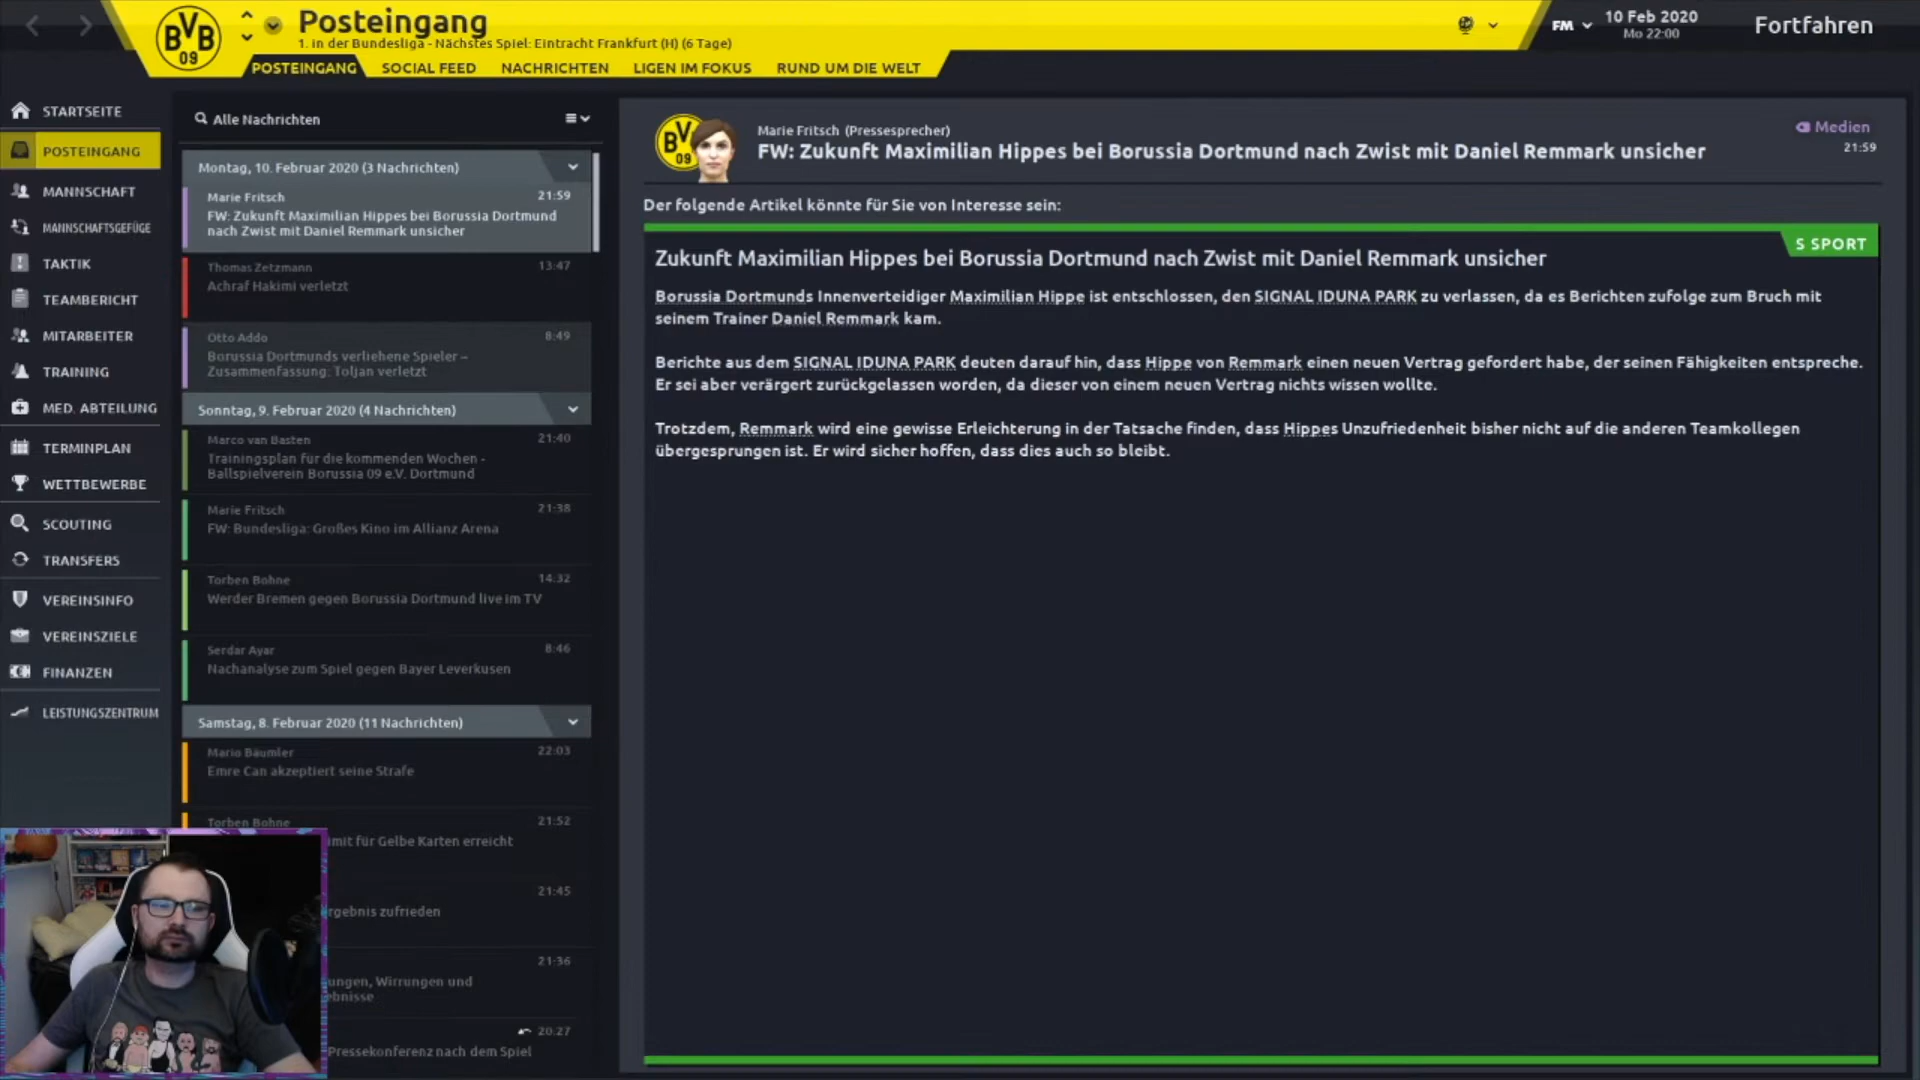 Posteingang
1. in der Bundesliga - Nächstes Spiel: Eintracht Frankfurt (H) (6 Tage)
POSTEINGANG SOCIAL FEED NACHRICHTEN LIGEN IM FOKUS RUND UM DIE WELT
BVB
09
FM
10 Feb 2020
Mo 22:00
Fortfahren
STARTSEITE
POSTEINGANG
MANNSCHAFT
MANNSCHAFTSGEFÜGE
TAKTIK
TEAMBERICHT
MITARBEITER
TRAINING
MED. ABTEILUNG
TERMINPLAN
WETTBEWERBE
SCOUTING
TRANSFERS
VEREINSINFO
VEREINSZIELE
FINANZEN
LEISTUNGSZENTRUM
Alle Nachrichten
Montag, 10. Februar 2020 (3 Nachrichten)
Marie Fritsch 21:59
FW: Zukunft Maximilian Hippes bei Borussia Dortmund
nach Zwist mit Daniel Remmark unsicher
Thomas Zetzmann 13:47
Achraf Hakimi verletzt
Otto Addo 8:49
Borussia Dortmunds verliehene Spieler –
Zusammenfassung: Toljan verletzt
Sonntag, 9. Februar 2020 (4 Nachrichten)
Marco van Basten 21:40
Trainingsplan für die kommenden Wochen -
Ballspielverein Borussia 09 e.V. Dortmund
Marie Fritsch 21:38
FW: Bundesliga: Großes Kino im Allianz Arena
Torben Bohne 14:32
Werder Bremen gegen Borussia Dortmund live im TV
Serdar Ayar 8:46
Nachanalyse zum Spiel gegen Bayer Leverkusen
Samstag, 8. Februar 2020 (11 Nachrichten)
Mario Bäumler 22:03
Emre Can akzeptiert seine Strafe
Torben Bohne 21:52
imit für Gelbe Karten erreicht
21:45
rgebnis zufrieden
21:36
ungen, Wirrungen und
ebnisse
20:27
Pressekonferenz nach dem Spiel
Marie Fritsch (Pressesprecher)
FW: Zukunft Maximilian Hippes bei Borussia Dortmund nach Zwist mit Daniel Remmark unsicher
Medien
21:59
Der folgende Artikel könnte für Sie von Interesse sein:
S SPORT
Zukunft Maximilian Hippes bei Borussia Dortmund nach Zwist mit Daniel Remmark unsicher
Borussia Dortmunds Innenverteidiger Maximilian Hippe ist entschlossen, den SIGNAL IDUNA PARK zu verlassen, da es Berichten zufolge zum Bruch mit
seinem Trainer Daniel Remmark kam.
Berichte aus dem SIGNAL IDUNA PARK deuten darauf hin, dass Hippe von Remmark einen neuen Vertrag gefordert habe, der seinen Fähigkeiten entspreche.
Er sei aber verärgert zurückgelassen worden, da dieser von einem neuen Vertrag nichts wissen wollte.
Trotzdem, Remmark wird eine gewisse Erleichterung in der Tatsache finden, dass Hippes Unzufriedenheit bisher nicht auf die anderen Teamkollegen
übergesprungen ist. Er wird sicher hoffen, dass dies auch so bleibt.